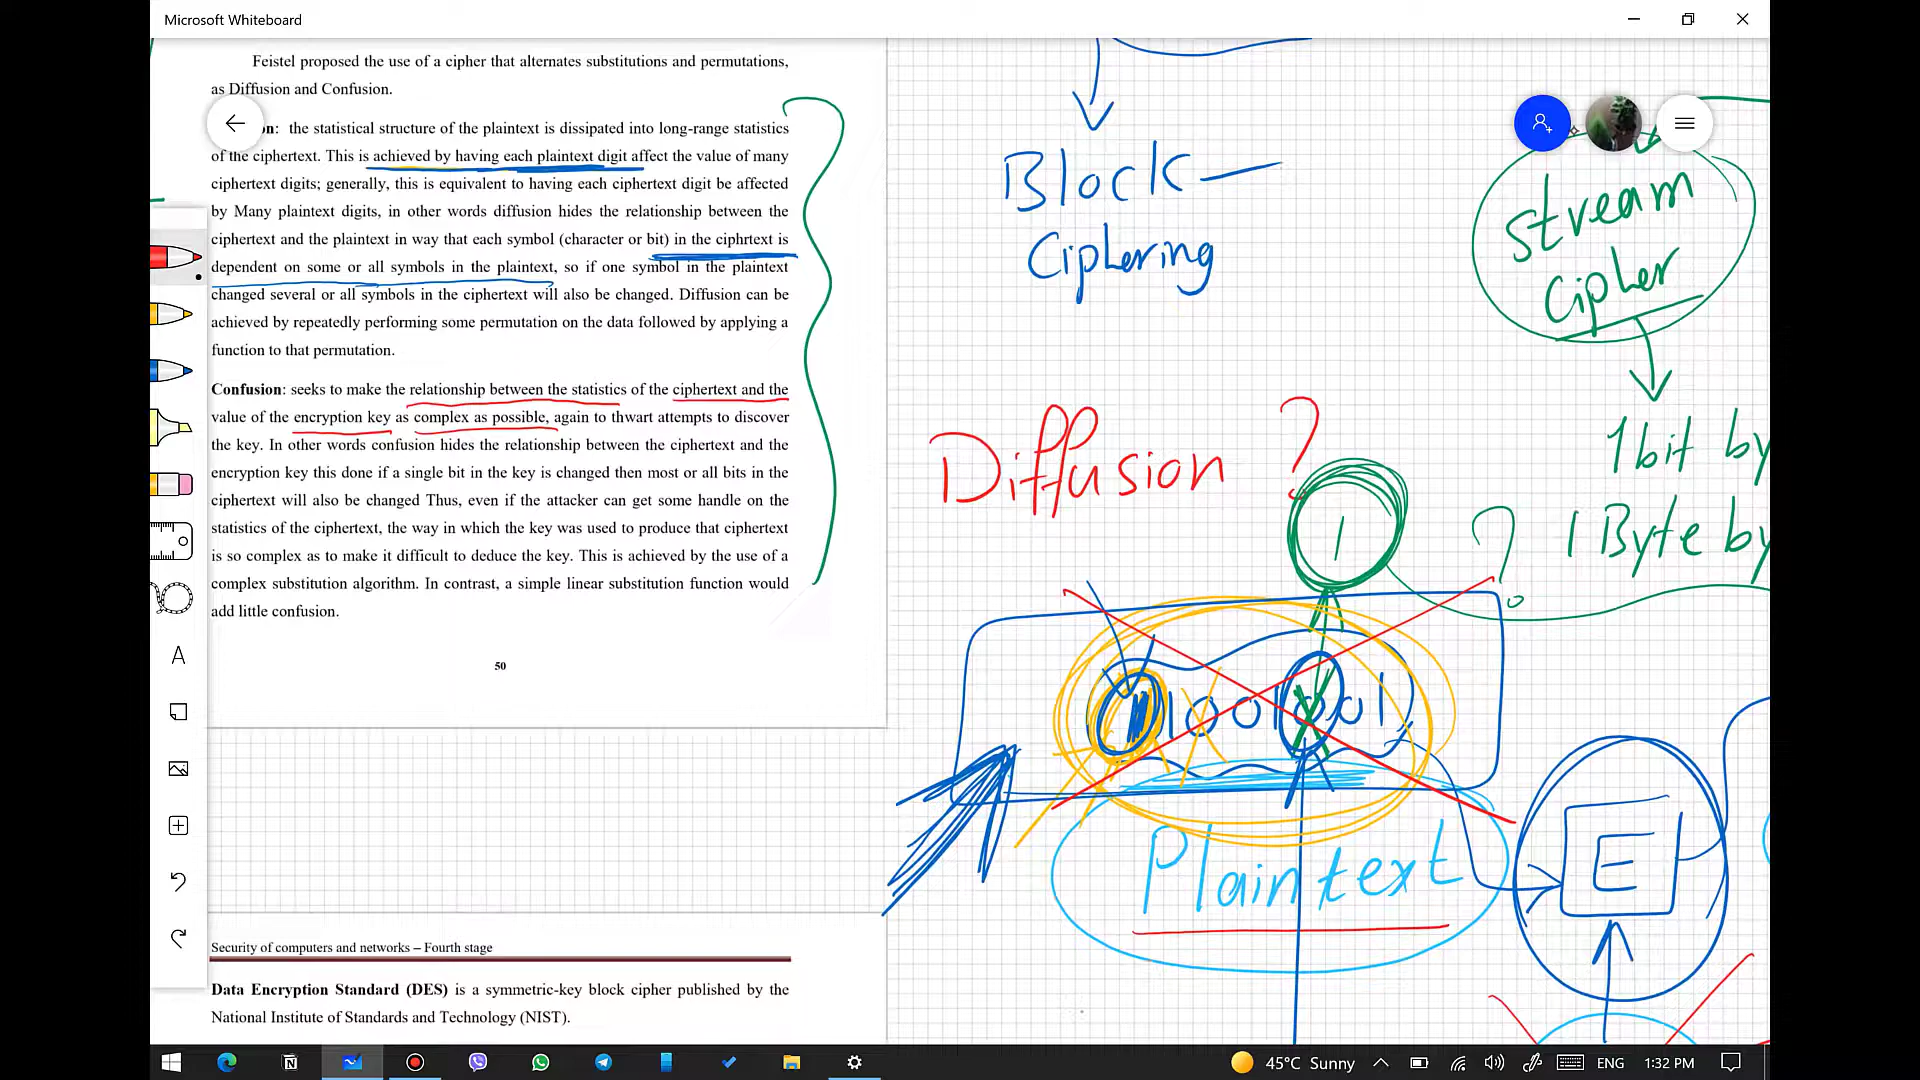 Microsoft Whiteboard
Feistel proposed the use of a cipher that alternates substitutions and permutations,
as Diffusion and Confusion.
on: the statistical structure of the plaintext is dissipated into long-range statistics
of the ciphertext. This is achieved by having each plaintext digit affect the value of many
ciphertext digits; generally, this is equivalent to having each ciphertext digit be affected
by Many plaintext digits, in other words diffusion hides the relationship between the
ciphertext and the plaintext in way that each symbol (character or bit) in the ciphrtext is
dependent on some or all symbols in the plaintext, so if one symbol in the plaintext
changed several or all symbols in the ciphertext will also be changed. Diffusion can be
achieved by repeatedly performing some permutation on the data followed by applying a
function to that permutation.
Confusion: seeks to make the relationship between the statistics of the ciphertext and the
value of the encryption key as complex as possible, again to thwart attempts to discover
the key. In other words confusion hides the relationship between the ciphertext and the
encryption key this done if a single bit in the key is changed then most or all bits in the
ciphertext will also be changed Thus, even if the attacker can get some handle on the
statistics of the ciphertext, the way in which the key was used to produce that ciphertext
is so complex as to make it difficult to deduce the key. This is achieved by the use of a
complex substitution algorithm. In contrast, a simple linear substitution function would
add little confusion.
50
Security of computers and networks – Fourth stage
Data Encryption Standard (DES) is a symmetric-key block cipher published by the
National Institute of Standards and Technology (NIST).
Block
Ciphering
Stream
Cipher
1 bit by
1 Byte by
?
Diffusion ?
1
Plaintext
E
45°C Sunny
ENG
1:32 PM